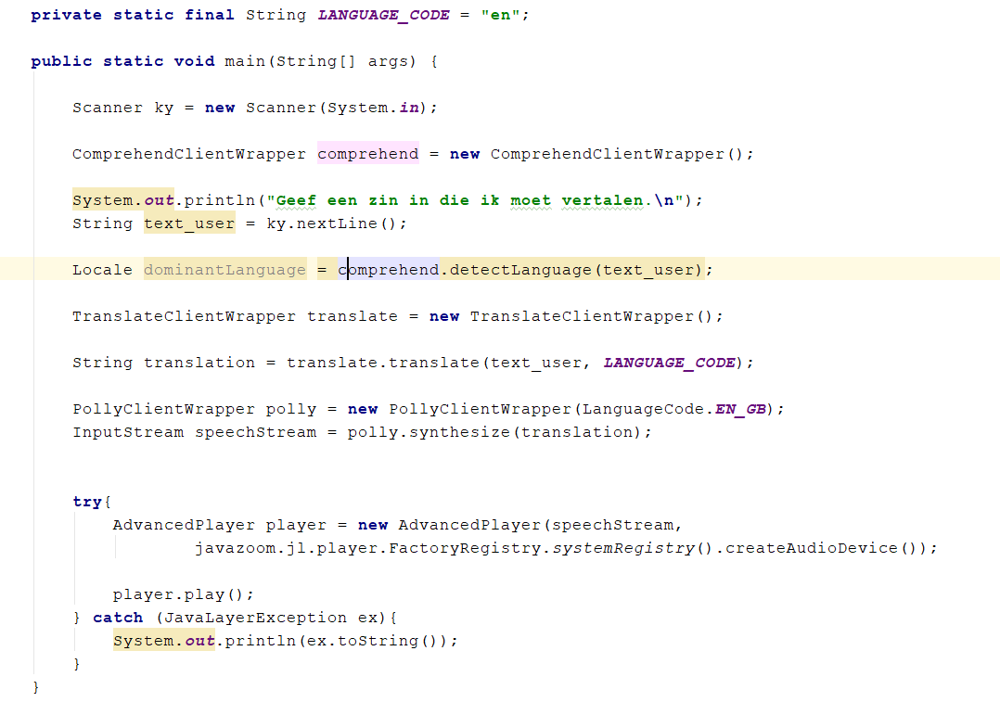 private static final String LANGUAGE_CODE = "en";
public static void main(String[] args) {
Scanner ky = new Scanner(System.in);
ComprehendClientWrapper comprehend = new ComprehendClientWrapper();
System.out.println("Geef een zin in die ik moet vertalen.\n");
String text_user = ky.nextLine();
Locale dominantLanguage = comprehend.detectLanguage(text_user);
TranslateClientWrapper translate = new TranslateClientWrapper();
String translation = translate.translate(text_user, LANGUAGE_CODE);
PollyClientWrapper polly = new PollyClientWrapper(LanguageCode.EN_GB);
InputStream speechStream = polly.synthesize(translation);
try{
AdvancedPlayer player = new AdvancedPlayer(speechStream,
javazoom.jl.player.FactoryRegistry.systemRegistry().createAudioDevice());
player.play();
} catch (JavaLayerException ex){
System.out.println(ex.toString());
}
}